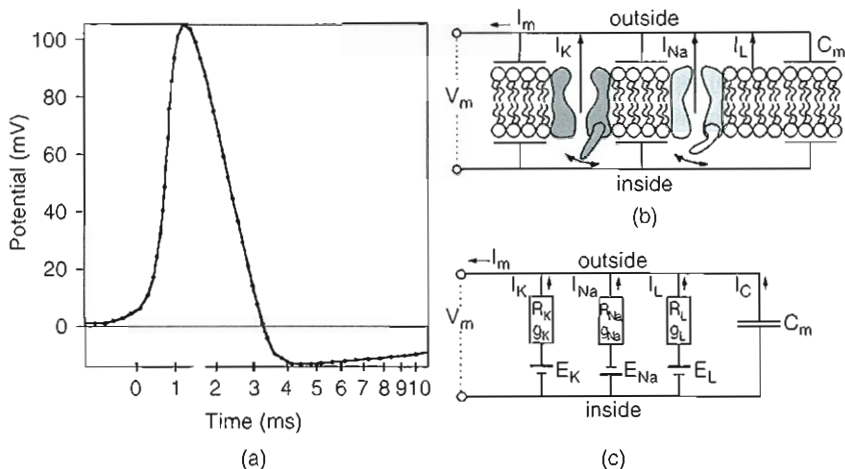 Potential (mV)
100
80
60
40
20
0
0 1 2 3 4 5 6 7 8 910
Time (ms)
(a)
I_m outside
I_K I_Na I_L C_m
V_m
inside
(b)
I_m outside
I_K I_Na I_L I_C
R_K R_Na R_L
V_m g_K g_Na g_L C_m
E_K E_Na E_L
inside
(c)